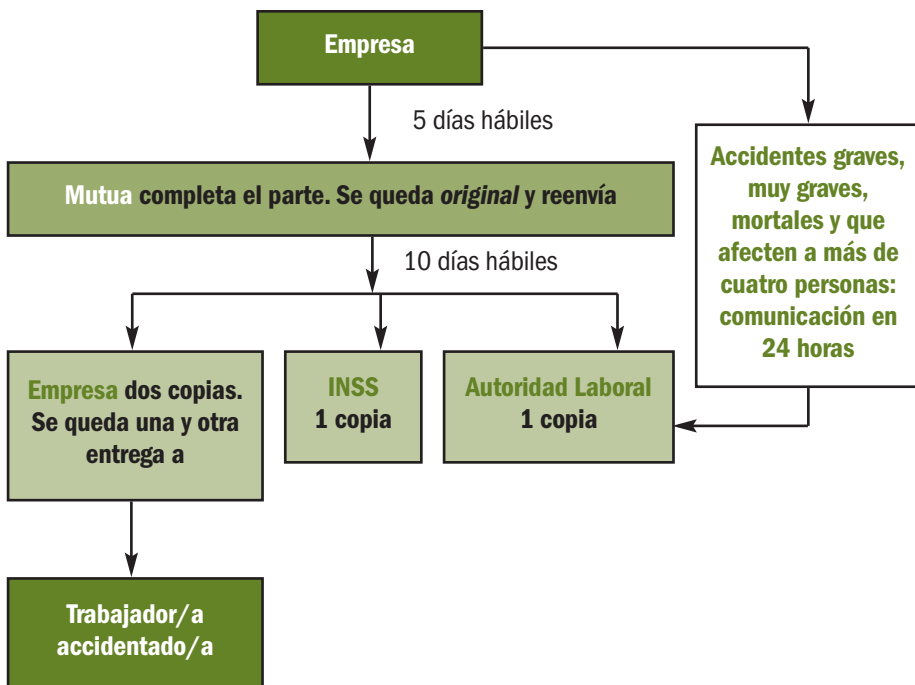 Empresa
5 días hábiles
Mutua completa el parte. Se queda original y reenvía
10 días hábiles
Accidentes graves,
muy graves,
mortales y que
afecten a más de
cuatro personas:
comunicación en
24 horas
Empresa dos copias.
Se queda una y otra
entrega a
INSS
1 copia
Autoridad Laboral
1 copia
Trabajador/a
accidentado/a